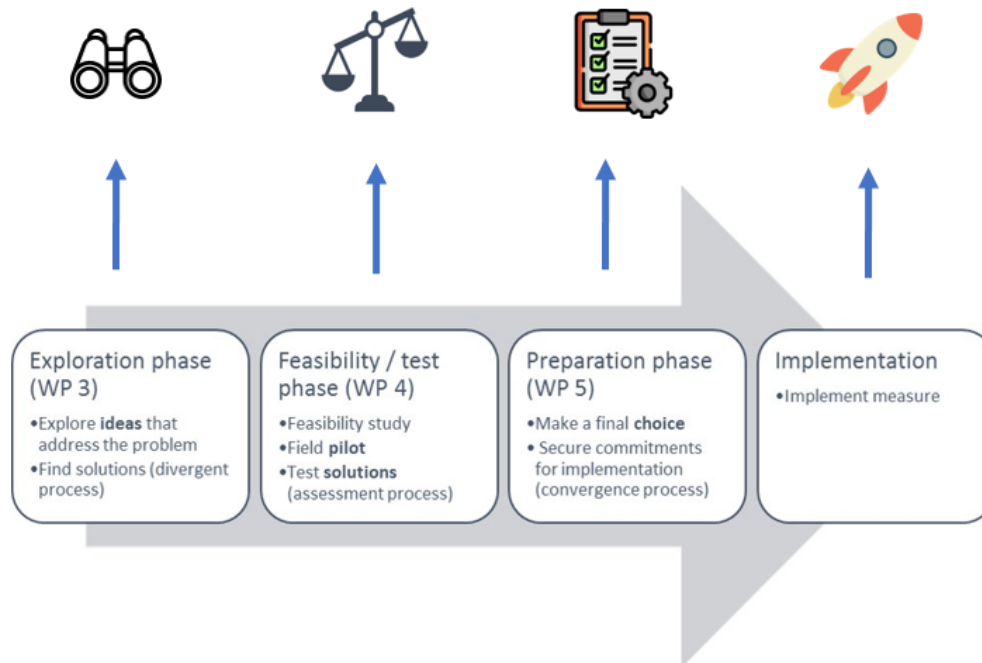 Exploration phase
(WP 3)
•Explore ideas that
address the problem
•Find solutions (divergent
process)
Feasibility / test
phase (WP 4)
•Feasibility study
•Field pilot
•Test solutions
(assessment process)
Preparation phase
(WP 5)
•Make a final choice
• Secure commitments
for implementation
(convergence process)
Implementation
•Implement measure